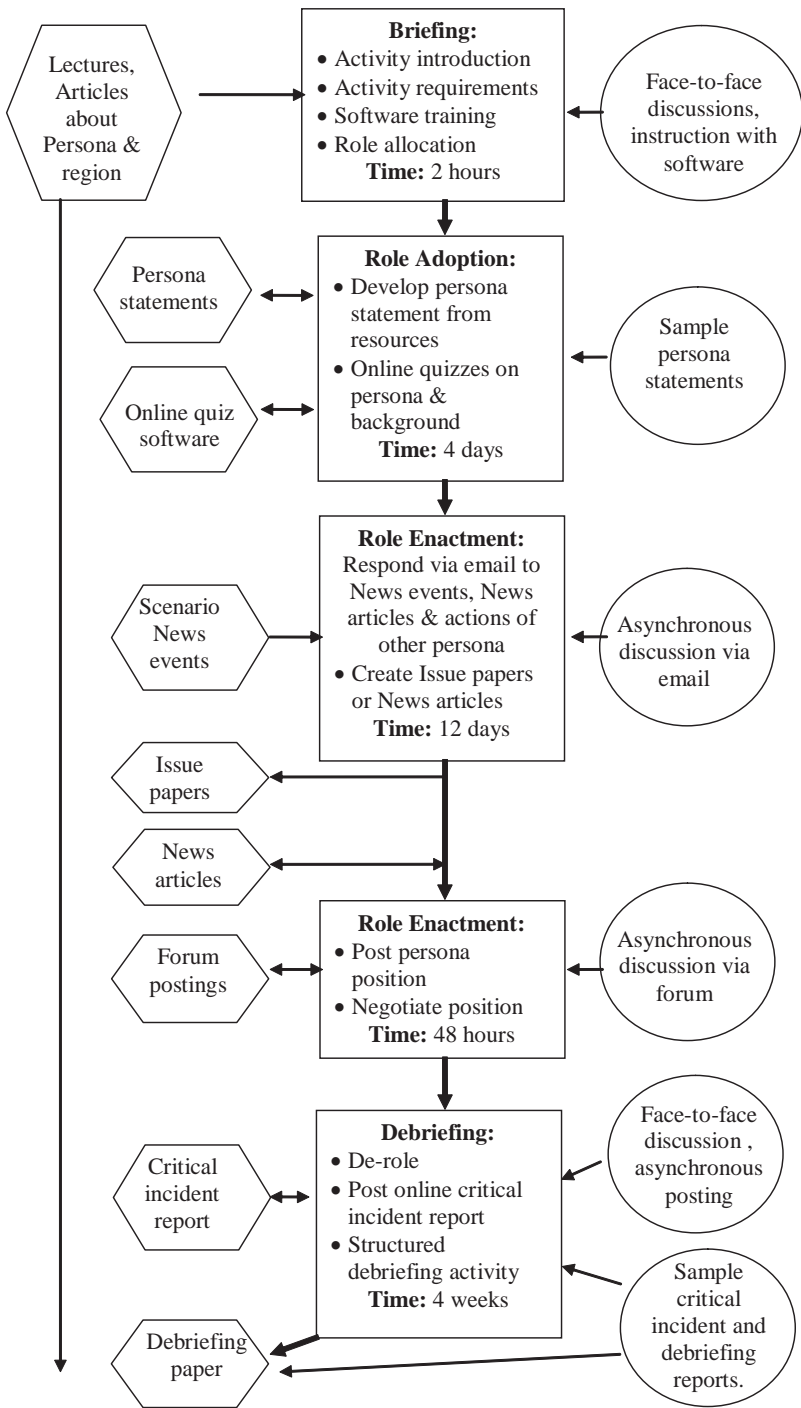 Lectures,
Articles
about
Persona &
region
Briefing:
• Activity introduction
• Activity requirements
• Software training
• Role allocation
Time: 2 hours
Face-to-face
discussions,
instruction with
software
Persona
statements
Online quiz
software
Role Adoption:
• Develop persona
statement from
resources
• Online quizzes on
persona &
background
Time: 4 days
Sample
persona
statements
Scenario
News
events
Role Enactment:
Respond via email to
News events, News
articles & actions of
other persona
• Create Issue papers
or News articles
Time: 12 days
Asynchronous
discussion via
email
Issue
papers
News
articles
Forum
postings
Role Enactment:
• Post persona
position
• Negotiate position
Time: 48 hours
Asynchronous
discussion via
forum
Critical
incident
report
Debriefing:
• De-role
• Post online critical
incident report
• Structured
debriefing activity
Time: 4 weeks
Face-to-face
discussion ,
asynchronous
posting
Sample
critical
incident and
debriefing
reports.
Debriefing
paper